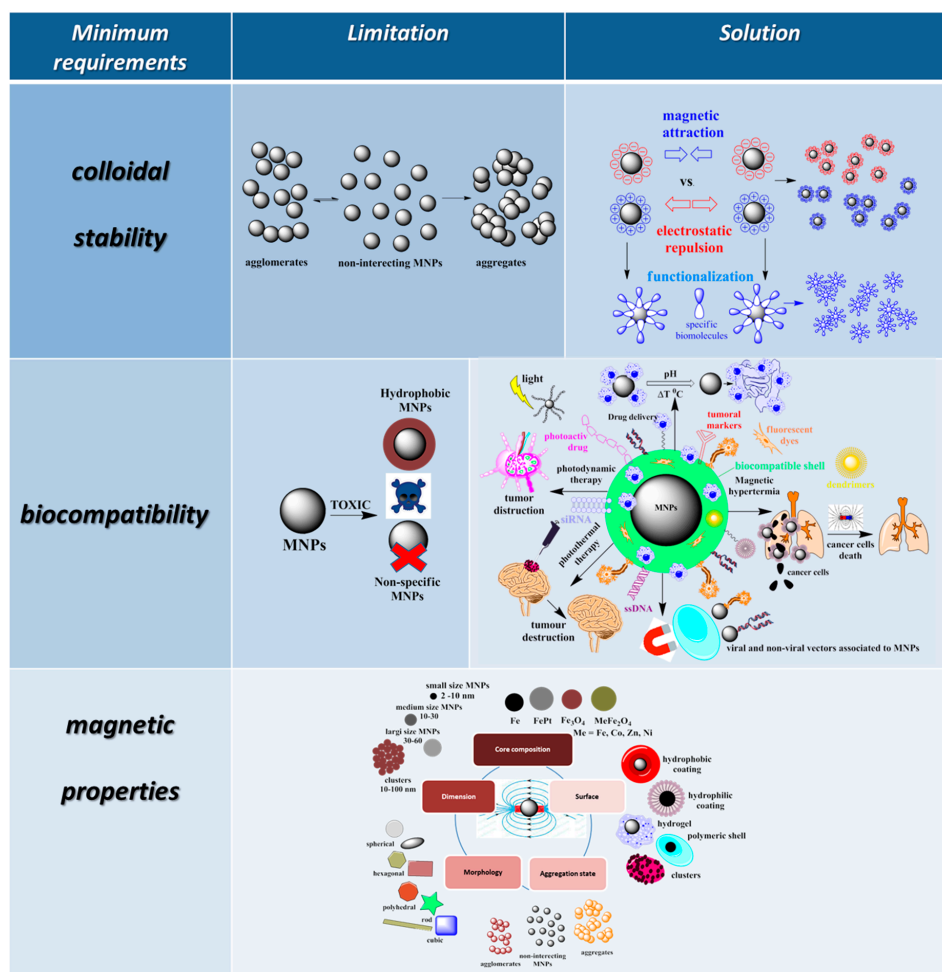 Minimum
requirements
Limitation
Solution
colloidal
stability
agglomerates
non-interecting MNPs
aggregates
magnetic
attraction
vs.
electrostatic
repulsion
functionalization
specific
biomolecules
biocompatibility
Hydrophobic
MNPs
TOXIC
MNPs
Non-specific
MNPs
light
pH
ΔT ⁰C
Drug delivery
tumoral
markers
fluorescent
dyes
photoactiv
drug
biocompatible shell
photodynamic
therapy
Magnetic
hypertermia
dendrimers
tumor
distruction
MNPs
siRNA
photothermal
therapy
cancer cells
death
cancer cells
ssDNA
tumour
destruction
viral and non-viral vectors associated to MNPs
magnetic
properties
small size MNPs
2 -10 nm
medium size MNPs
10-30
largi size MNPs
30-60
clusters
10-100 nm
Fe
FePt
Fe₃O₄
MeFe₂O₄
Me = Fe, Co, Zn, Ni
Core composition
Dimension
Surface
Morphology
Aggregation state
hydrophobic
coating
hydrophilic
coating
hydrogel
polymeric shell
clusters
spherical
hexagonal
polyhedral
rod
cubic
agglomerates
non-interecting
MNPs
aggregates